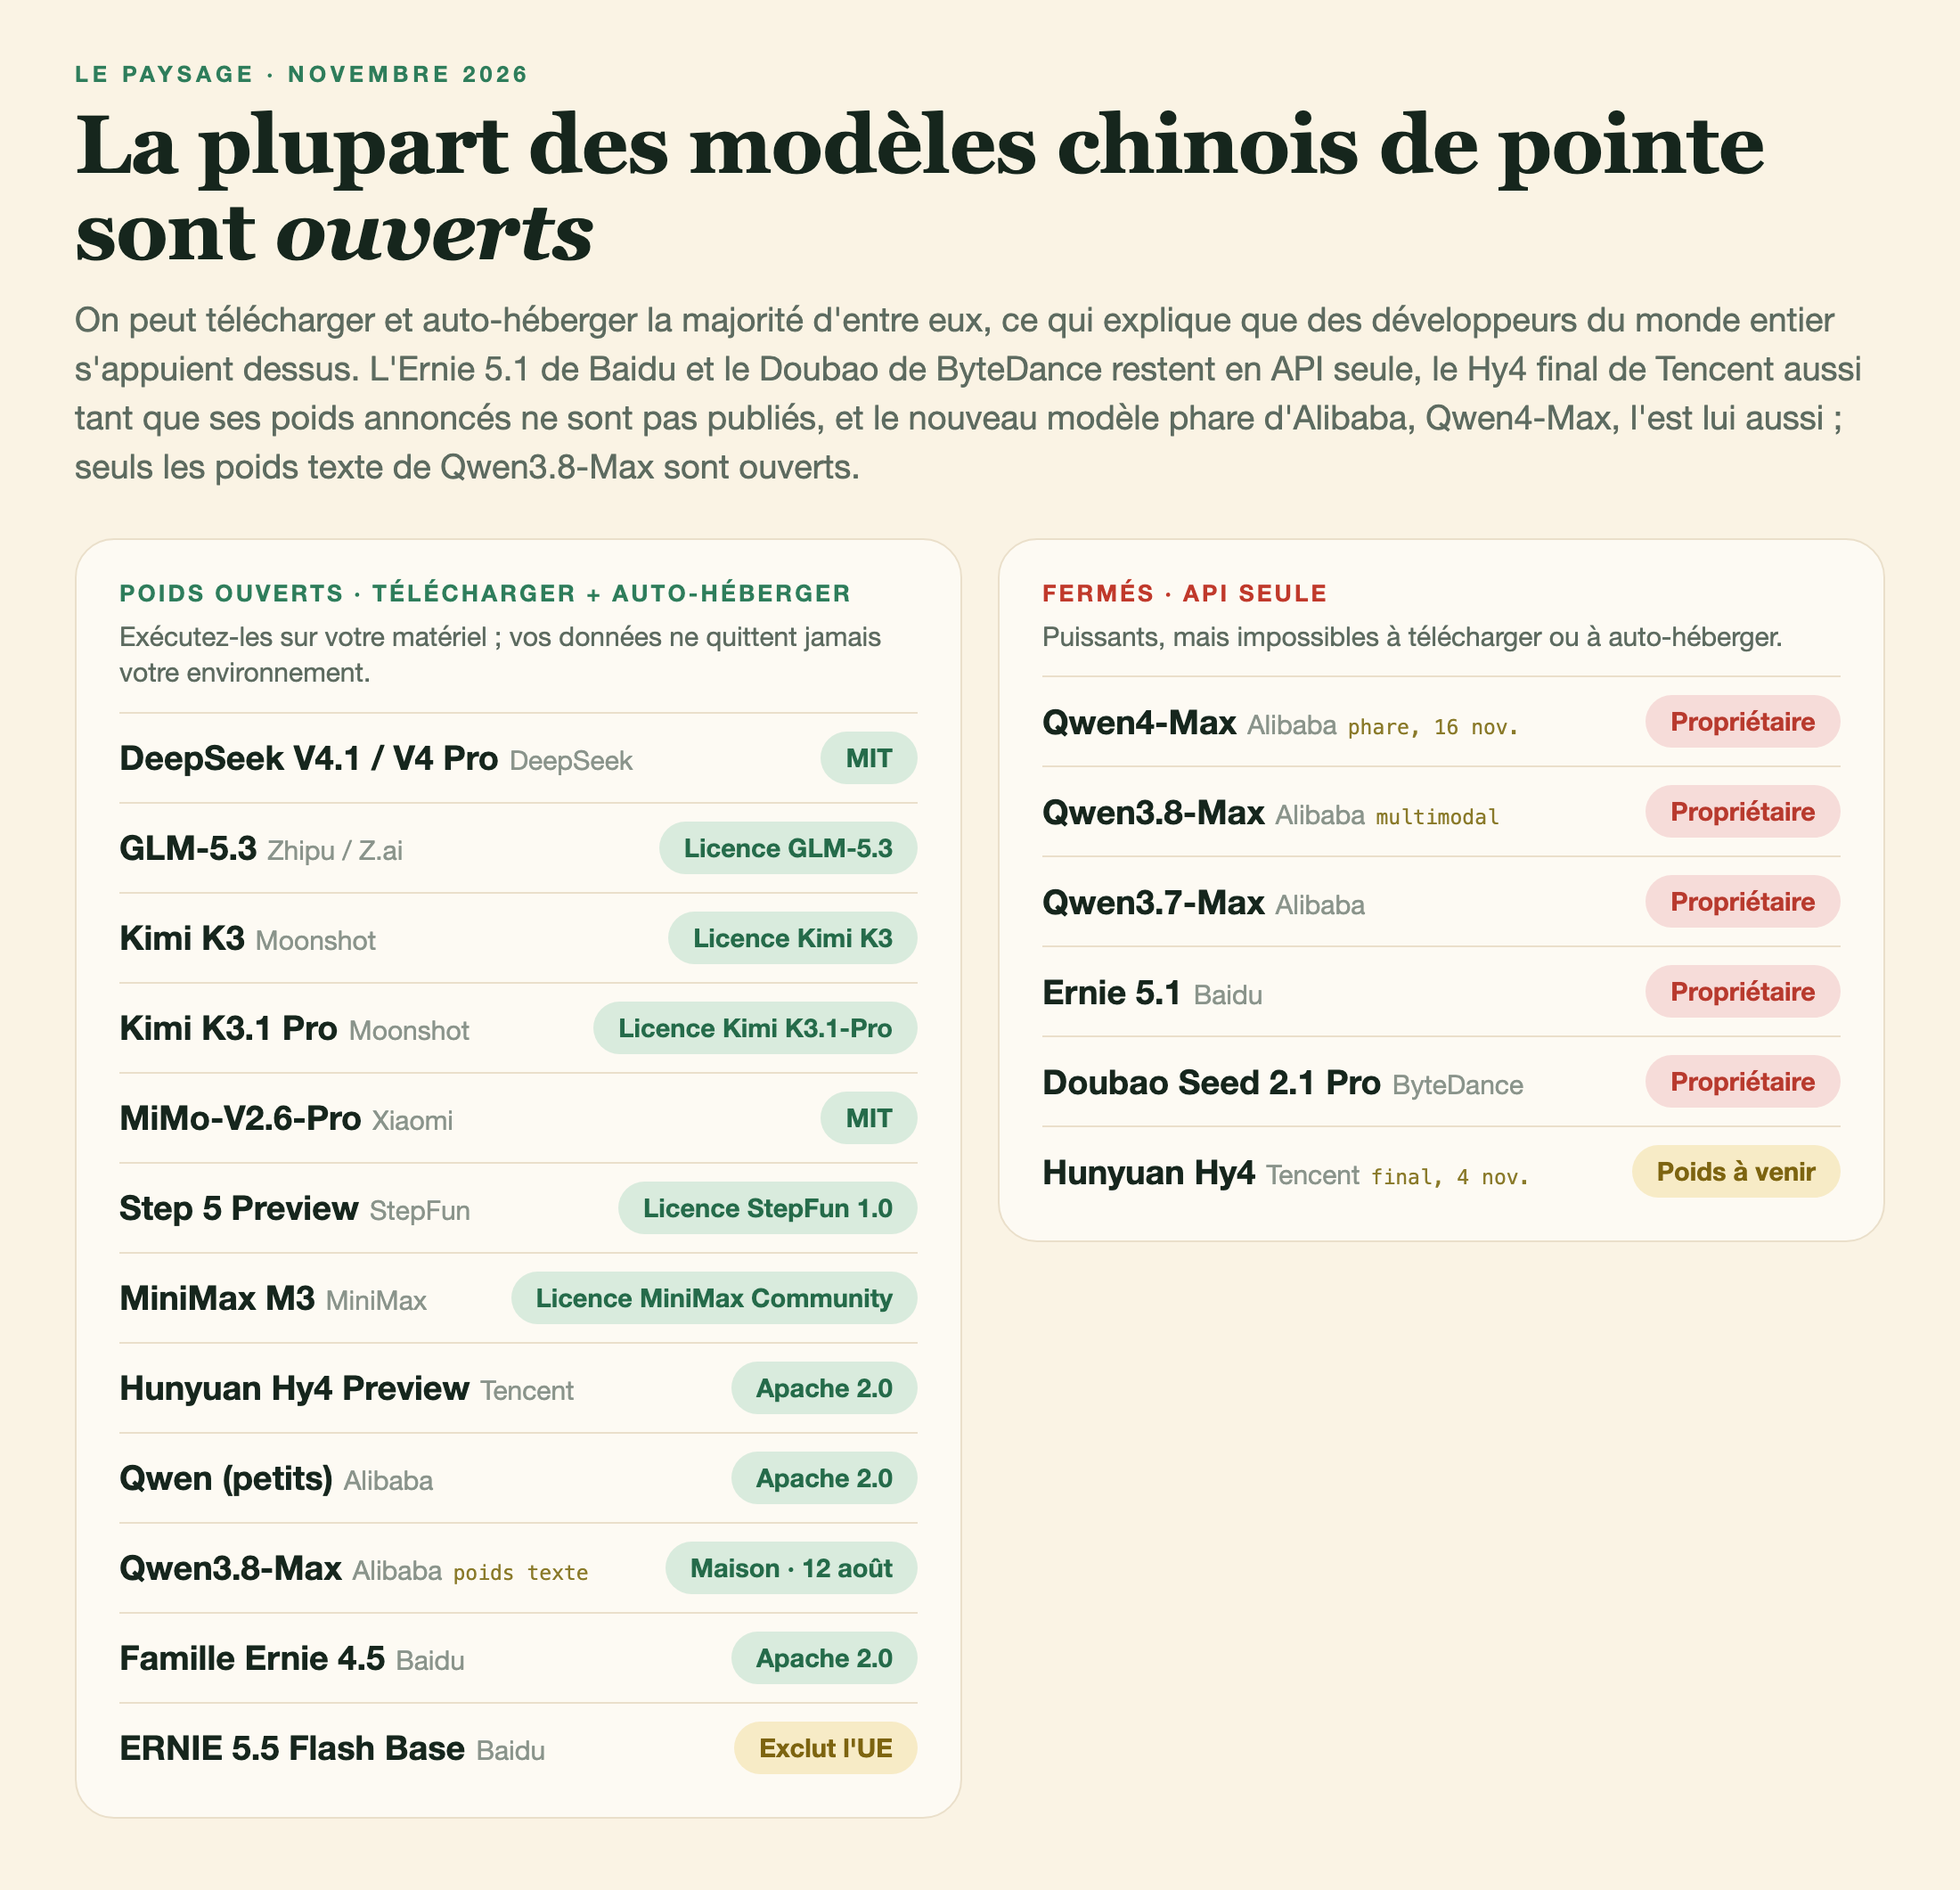 LE PAYSAGE · NOVEMBRE 2026
La plupart des modèles chinois de pointe
sont ouverts
On peut télécharger et auto-héberger la majorité d'entre eux, ce qui explique que des développeurs du monde entier
s'appuient dessus. L'Ernie 5.1 de Baidu et le Doubao de ByteDance restent en API seule, le Hy4 final de Tencent aussi
tant que ses poids annoncés ne sont pas publiés, et le nouveau modèle phare d'Alibaba, Qwen4-Max, l'est lui aussi ;
seuls les poids texte de Qwen3.8-Max sont ouverts.
POIDS OUVERTS · TÉLÉCHARGER + AUTO-HÉBERGER
Exécutez-les sur votre matériel ; vos données ne quittent jamais
votre environnement.
DeepSeek V4.1 / V4 Pro DeepSeek MIT
GLM-5.3 Zhipu / Z.ai Licence GLM-5.3
Kimi K3 Moonshot Licence Kimi K3
Kimi K3.1 Pro Moonshot Licence Kimi K3.1-Pro
MiMo-V2.6-Pro Xiaomi MIT
Step 5 Preview StepFun Licence StepFun 1.0
MiniMax M3 MiniMax Licence MiniMax Community
Hunyuan Hy4 Preview Tencent Apache 2.0
Qwen (petits) Alibaba Apache 2.0
Qwen3.8-Max Alibaba poids texte Maison · 12 août
Famille Ernie 4.5 Baidu Apache 2.0
ERNIE 5.5 Flash Base Baidu Exclut l'UE
FERMÉS · API SEULE
Puissants, mais impossibles à télécharger ou à auto-héberger.
Qwen4-Max Alibaba phare, 16 nov. Propriétaire
Qwen3.8-Max Alibaba multimodal Propriétaire
Qwen3.7-Max Alibaba Propriétaire
Ernie 5.1 Baidu Propriétaire
Doubao Seed 2.1 Pro ByteDance Propriétaire
Hunyuan Hy4 Tencent final, 4 nov. Poids à venir